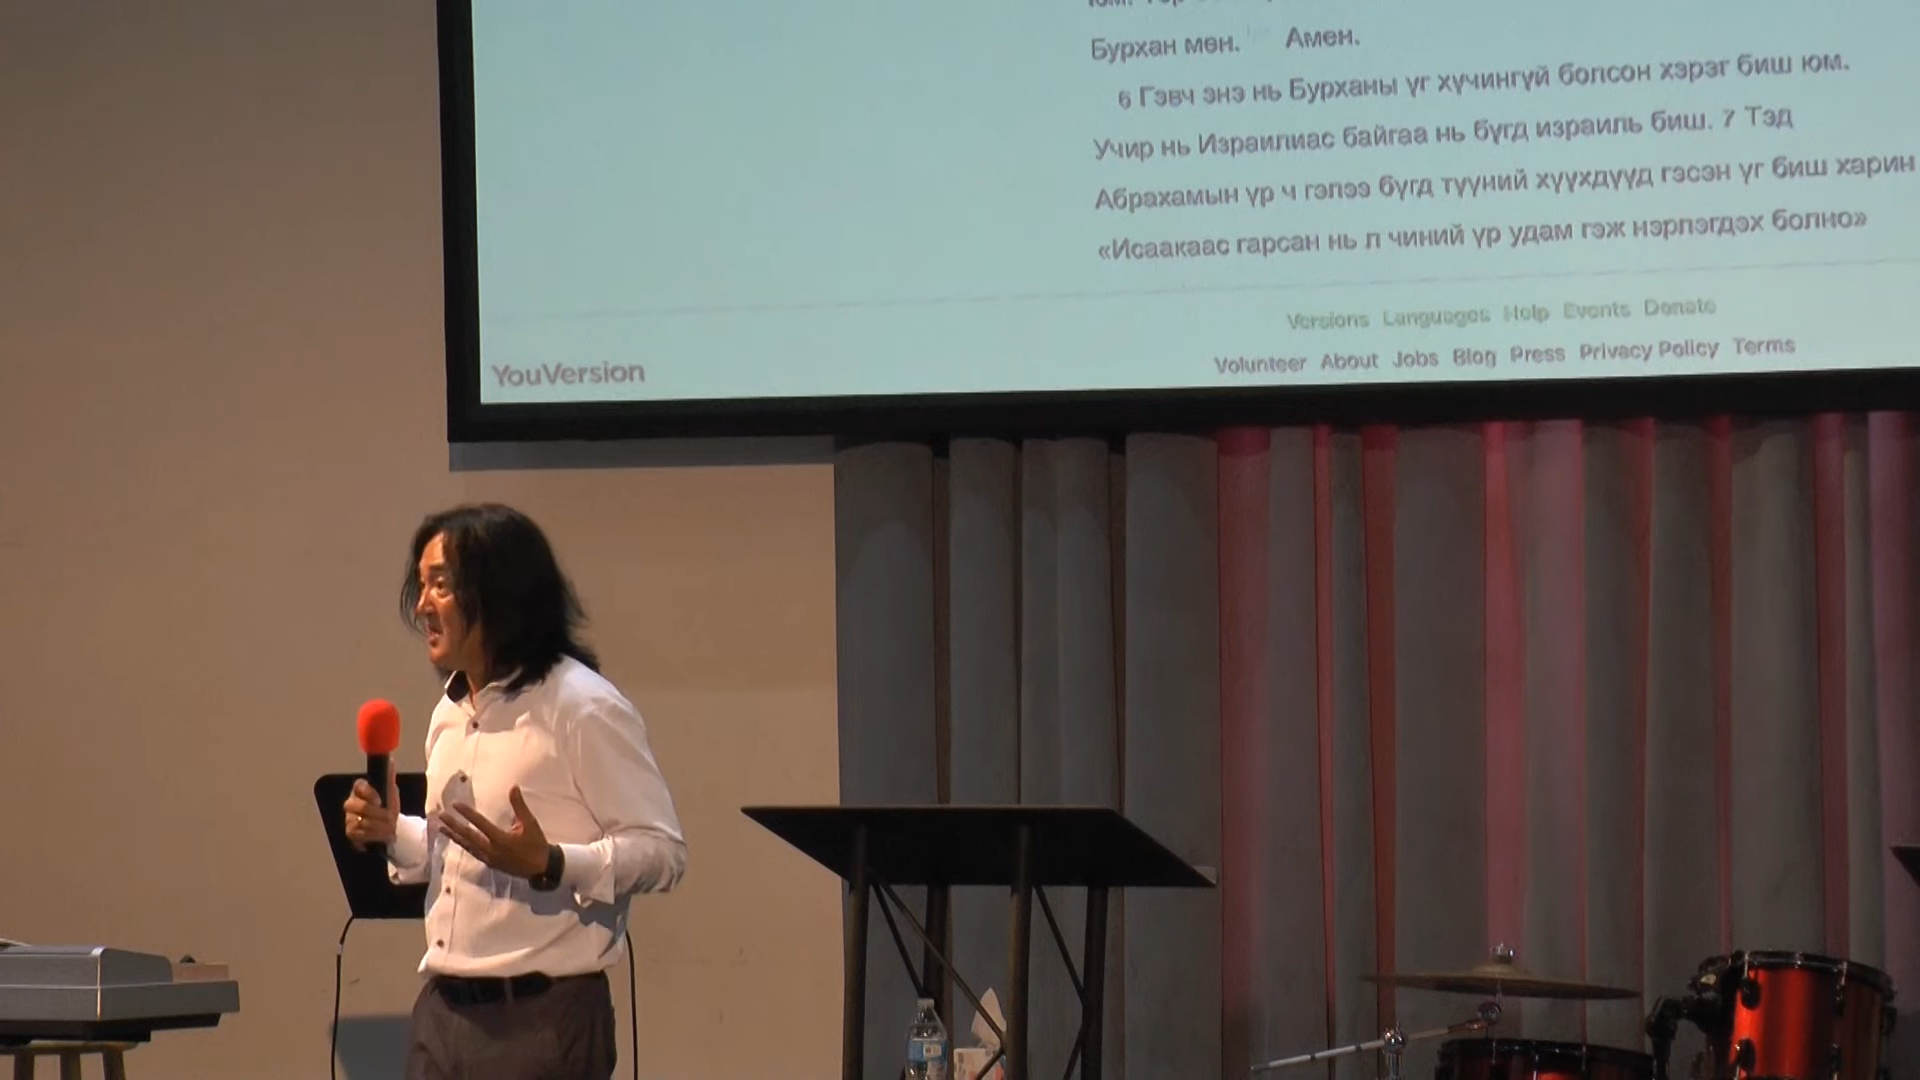 Бурхан мөн. Амен.
6 Гэвч энэ нь Бурханы үг хүчингүй болсон хэрэг биш юм.
Учир нь Израилиас байгаа нь бүгд израиль биш. 7 Тэд
Абрахамын үр ч гэлээ бүгд түүний хүүхдүүд гэсэн үг биш харин
«Исаакаас гарсан нь л чиний үр удам гэж нэрлэгдэх болно»
Versions Languages Help Events Donate
YouVersion
Volunteer About Jobs Blog Press Privacy Policy Terms